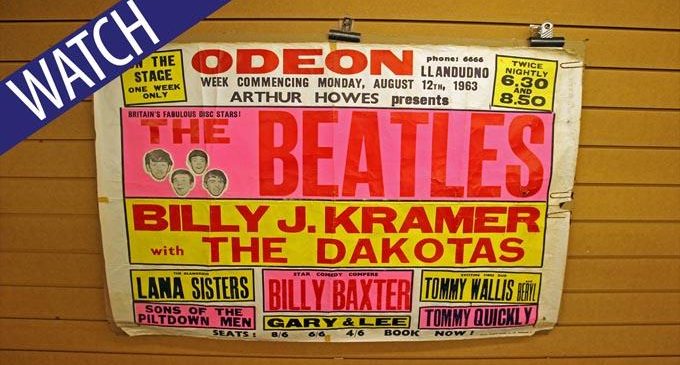 WATCH
ON THE STAGE
ONE WEEK ONLY
ODEON
phone: 6666
LLANDUDNO
WEEK COMMENCING MONDAY, AUGUST 12TH, 1963
ARTHUR HOWES presents
TWICE NIGHTLY
6.30 AND 8.50
BRITAIN'S FABULOUS DISC STARS!
THE BEATLES
BILLY J. KRAMER
with THE DAKOTAS
THE GLAMOROUS
LANA SISTERS
SONS OF THE PILTDOWN MEN
STAR COMEDY COMPERE
BILLY BAXTER
GARY & LEE
TOMMY WALLIS AND BERYL
TOMMY QUICKLY
SEATS: 8/6 6/6 4/6 BOOK NOW!